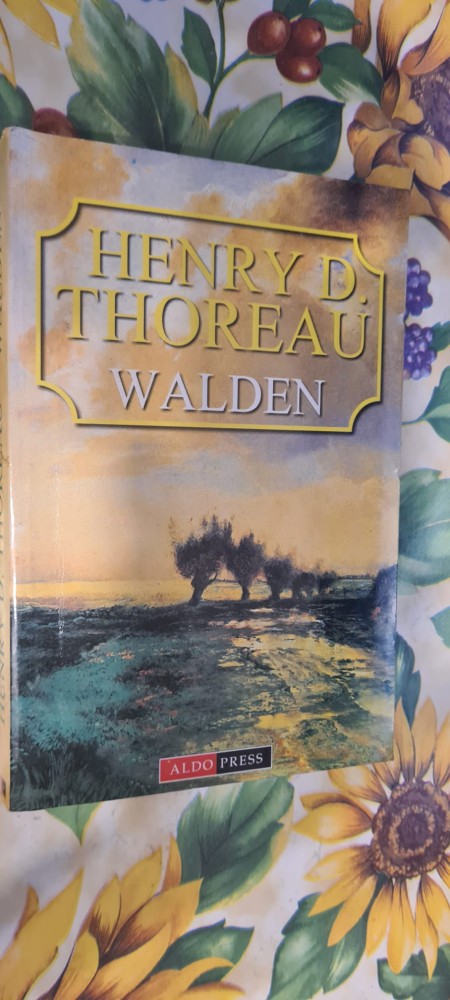 HENRY D.
THOREAU
WALDEN
ALDO PRESS